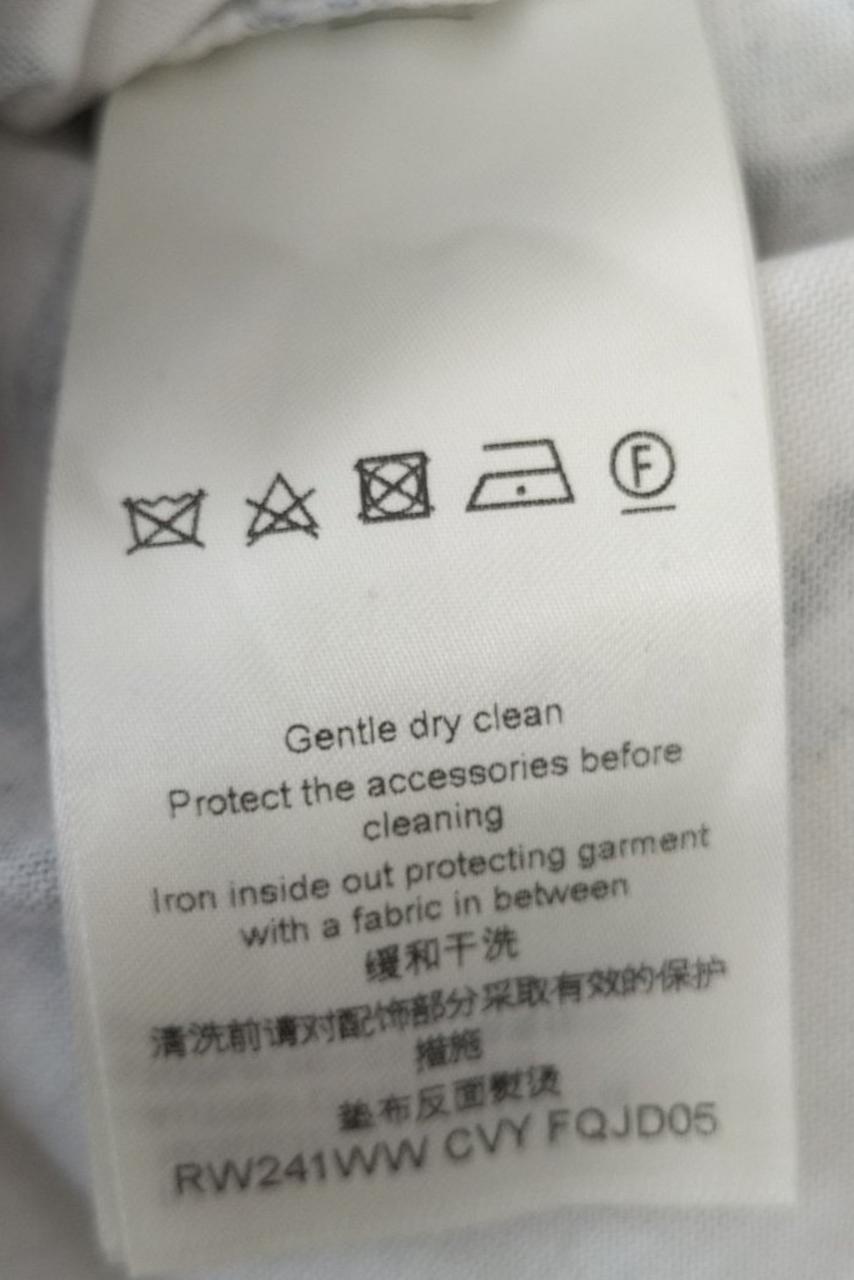 F
Gentle dry clean
Protect the accessories before
cleaning
Iron inside out protecting garment
with a fabric in between
缓和干洗
清洗前请对配饰部分采取有效的保护
措施
垫布反面熨烫
RW241WW CVY FQJD05